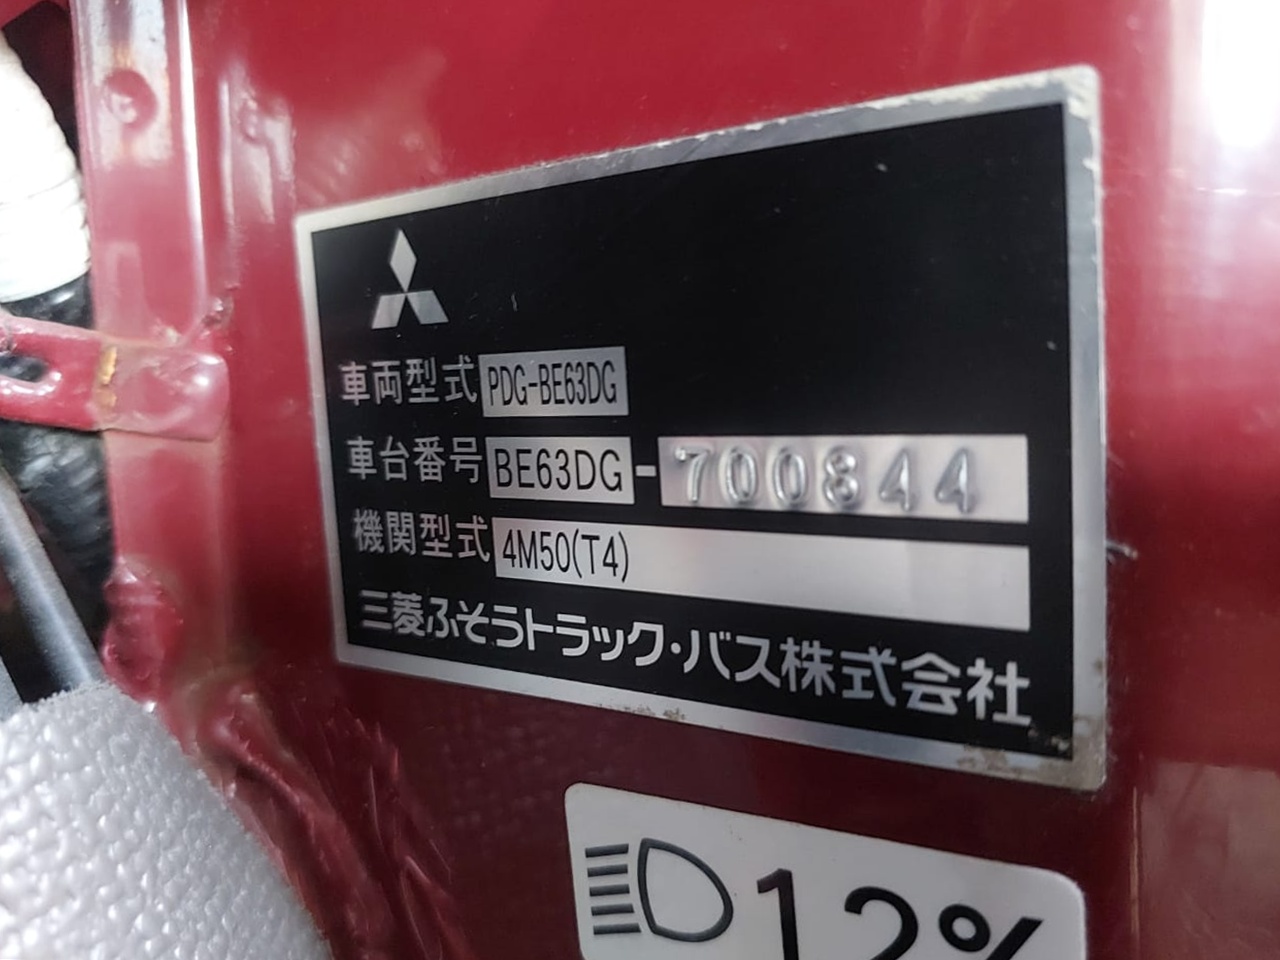 車両型式 PDG-BE63DG
車台番号 BE63DG-700844
機関型式 4M50(T4)
三菱ふそうトラック・バス株式会社
12%